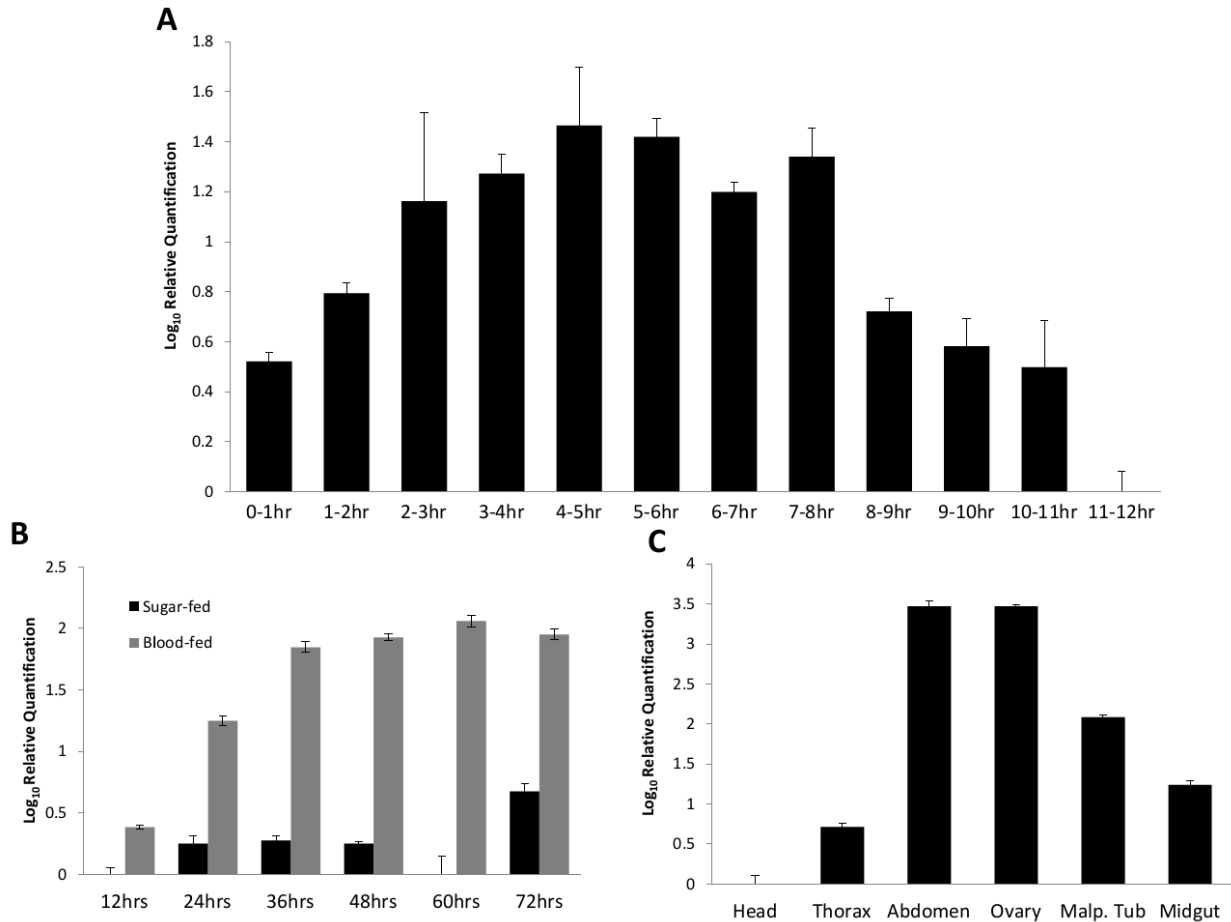 A
1.8
1.6
1.4
1.2
1
0.8
0.6
0.4
0.2
0
Log10 Relative Quantification
0-1hr 1-2hr 2-3hr 3-4hr 4-5hr 5-6hr 6-7hr 7-8hr 8-9hr 9-10hr 10-11hr 11-12hr
B
2.5
2
1.5
1
0.5
0
Log10 Relative Quantification
Sugar-fed
Blood-fed
12hrs 24hrs 36hrs 48hrs 60hrs 72hrs
C
4
3.5
3
2.5
2
1.5
1
0.5
0
Log10 Relative Quantification
Head Thorax Abdomen Ovary Malp. Tub Midgut